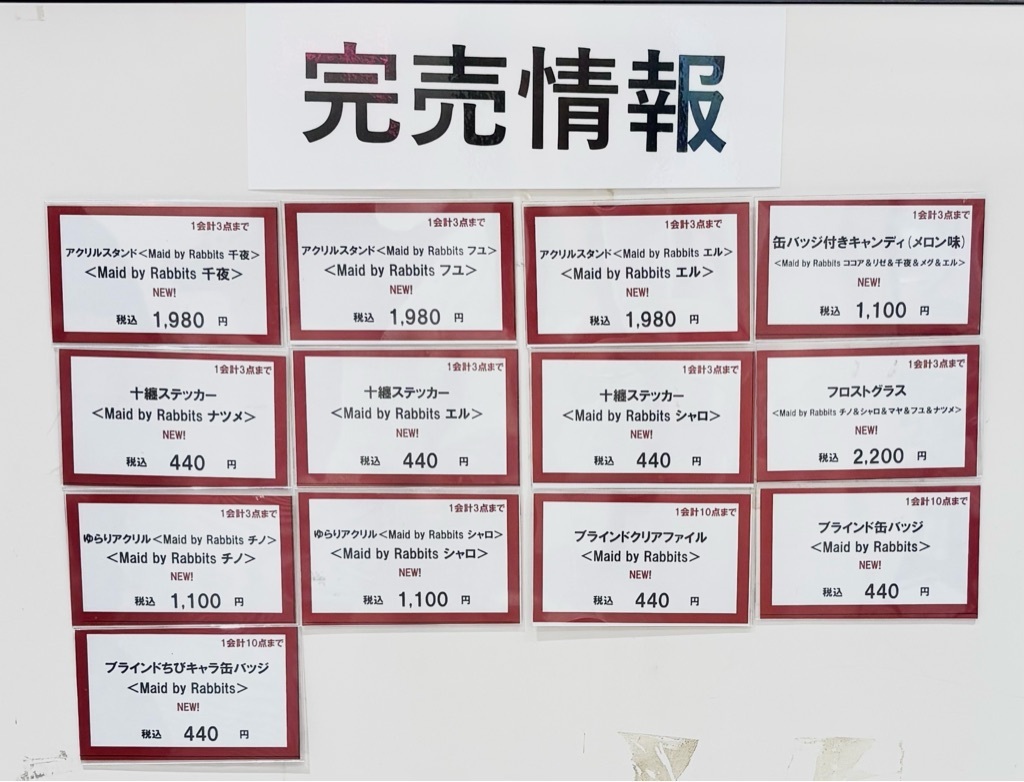 完売情報
1会計3点まで
アクリルスタンド<Maid by Rabbits 千夜>
<Maid by Rabbits 千夜>
NEW!
税込 1,980 円
1会計3点まで
アクリルスタンド<Maid by Rabbits フユ>
<Maid by Rabbits フユ>
NEW!
税込 1,980 円
1会計3点まで
アクリルスタンド<Maid by Rabbits エル>
<Maid by Rabbits エル>
NEW!
税込 1,980 円
1会計3点まで
缶バッジ付きキャンディ(メロン味)
<Maid by Rabbits ココア&リゼ&千夜&メグ&エル>
NEW!
税込 1,100 円
1会計3点まで
十纏ステッカー
<Maid by Rabbits ナツメ>
NEW!
税込 440 円
1会計3点まで
十纏ステッカー
<Maid by Rabbits エル>
NEW!
税込 440 円
1会計3点まで
十纏ステッカー
<Maid by Rabbits シャロ>
NEW!
税込 440 円
1会計3点まで
フロストグラス
<Maid by Rabbits チノ&シャロ&マヤ&フユ&ナツメ>
NEW!
税込 2,200 円
1会計3点まで
ゆらりアクリル<Maid by Rabbits チノ>
<Maid by Rabbits チノ>
NEW!
税込 1,100 円
1会計3点まで
ゆらりアクリル<Maid by Rabbits シャロ>
<Maid by Rabbits シャロ>
NEW!
税込 1,100 円
1会計10点まで
ブラインドクリアファイル
<Maid by Rabbits>
NEW!
税込 440 円
1会計10点まで
ブラインド缶バッジ
<Maid by Rabbits>
NEW!
税込 440 円
1会計10点まで
ブラインドちびキャラ缶バッジ
<Maid by Rabbits>
NEW!
税込 440 円